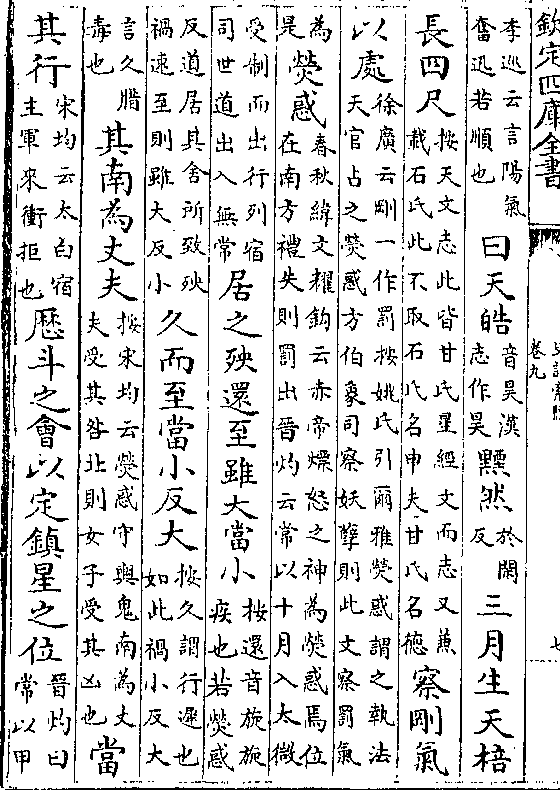 欽定四庫全書
卷九
李巡云言陽氣奮迅若順也曰天皓音昊漢志作昊黫然於閑反三月生天棓
長四尺按天文志此皆甘氏星經文而志又兼載石氏此不取石氏名申夫甘氏名德察剛氣
以處徐廣云剛一作罰按姚氏引爾雅熒惑謂之執法天官占之熒惑方伯象司察妖孽則此文察罰氣
為是熒惑春秋緯文耀鈎云赤帝熛怒之神為熒惑焉位在南方禮失則罰出晉灼云常以十月入太微
受制而出行列宿司世道出入無常居之殃還至雖大當小按還音旋旋疾也若熒惑
反道居其舍所致殃禍速至則雖大反小久而至當小反大按久謂行遲也如此禍小反大
言久腊毒也其南為丈夫按宋均云熒惑守輿鬼南為丈夫受其咎北則女子受其凶也當
其行宋均云太白宿主軍來衝拒也厯斗之會以定鎮星之位晉灼曰常以甲